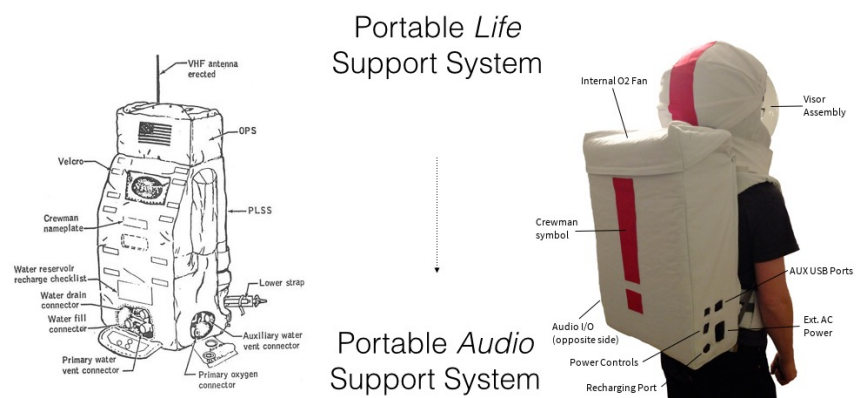 Portable Life
Support System
VHF antenna
erected
OPS
Velcro
PLSS
Crewman
nameplate
Water reservoir
recharge checklist
Water drain
connector
Water fill
connector
Lower strap
Primary water
vent connector
Auxiliary water
vent connector
Primary oxygen
connector
Portable Audio
Support System
Internal O2 Fan
Visor
Assembly
Crewman
symbol
AUX USB Ports
Audio I/O
(opposite side)
Ext. AC
Power
Power Controls
Recharging Port